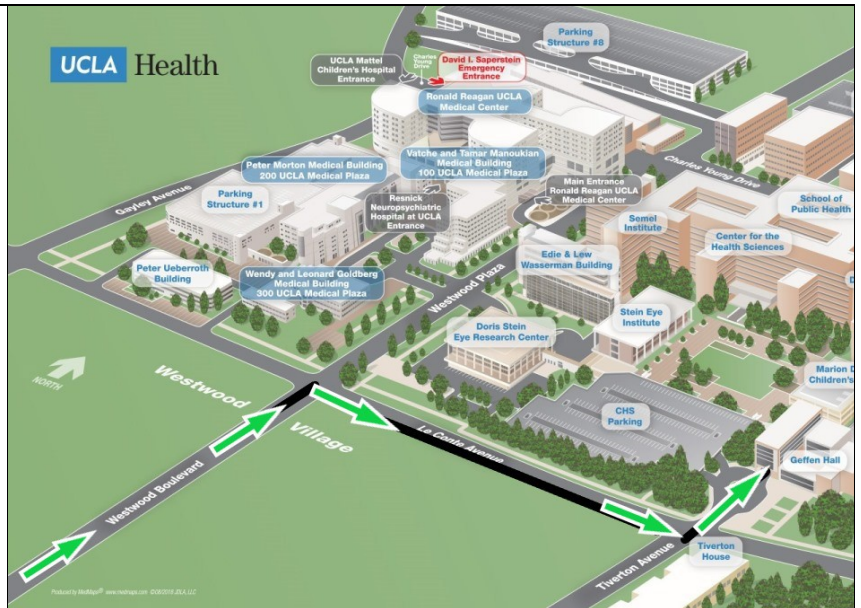 UCLA Health
Parking
Structure #8
UCLA Mattel
Children's Hospital
Entrance
Charles
Young
Drive
David I. Saperstein
Emergency
Entrance
Ronald Reagan UCLA
Medical Center
Vatche and Tamar Manoukian
Medical Building
100 UCLA Medical Plaza
Peter Morton Medical Building
200 UCLA Medical Plaza
Charles Young Drive
Gayley Avenue
Parking
Structure #1
Resnick
Neuropsychiatric
Hospital at UCLA
Entrance
Main Entrance
Ronald Reagan UCLA
Medical Center
School of
Public Health
Semel
Institute
Center for the
Health Sciences
Peter Ueberroth
Building
Wendy and Leonard Goldberg
Medical Building
300 UCLA Medical Plaza
Westwood Plaza
Edie & Lew
Wasserman Building
Stein Eye
Institute
Doris Stein
Eye Research Center
NORTH
Westwood
Village
Marion D
Children's
CHS
Parking
Le Conte Avenue
Geffen Hall
Westwood Boulevard
Tiverton Avenue
Tiverton
House